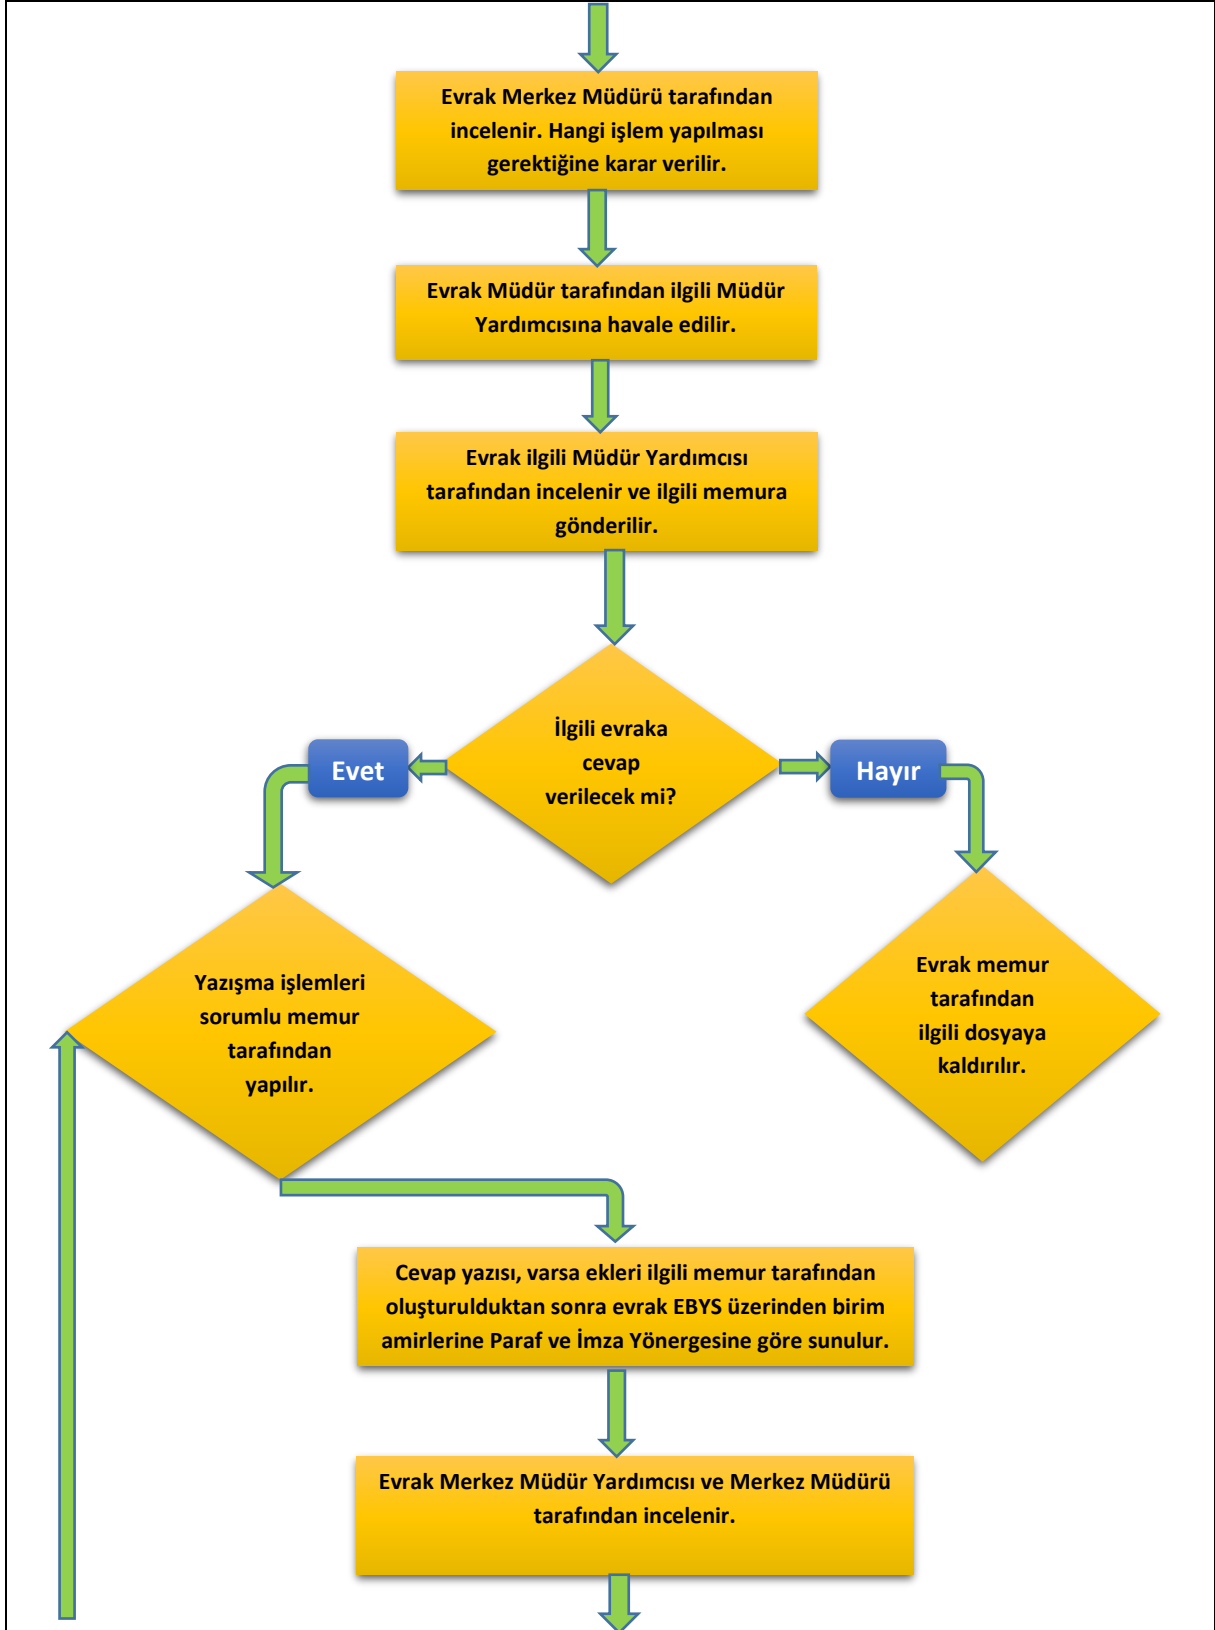 Evrak Merkez Müdürü tarafından
incelenir. Hangi işlem yapılması
gerektiğine karar verilir.
Evrak Müdür tarafından ilgili Müdür
Yardımcısına havale edilir.
Evrak ilgili Müdür Yardımcısı
tarafından incelenir ve ilgili memura
gönderilir.
İlgili evraka
cevap
verilecek mi?
Evet
Hayır
Yazışma işlemleri
sorumlu memur
tarafından
yapılır.
Evrak memur
tarafından
ilgili dosyaya
kaldırılır.
Cevap yazısı, varsa ekleri ilgili memur tarafından
oluşturulduktan sonra evrak EBYS üzerinden birim
amirlerine Paraf ve İmza Yönergesine göre sunulur.
Evrak Merkez Müdür Yardımcısı ve Merkez Müdürü
tarafından incelenir.